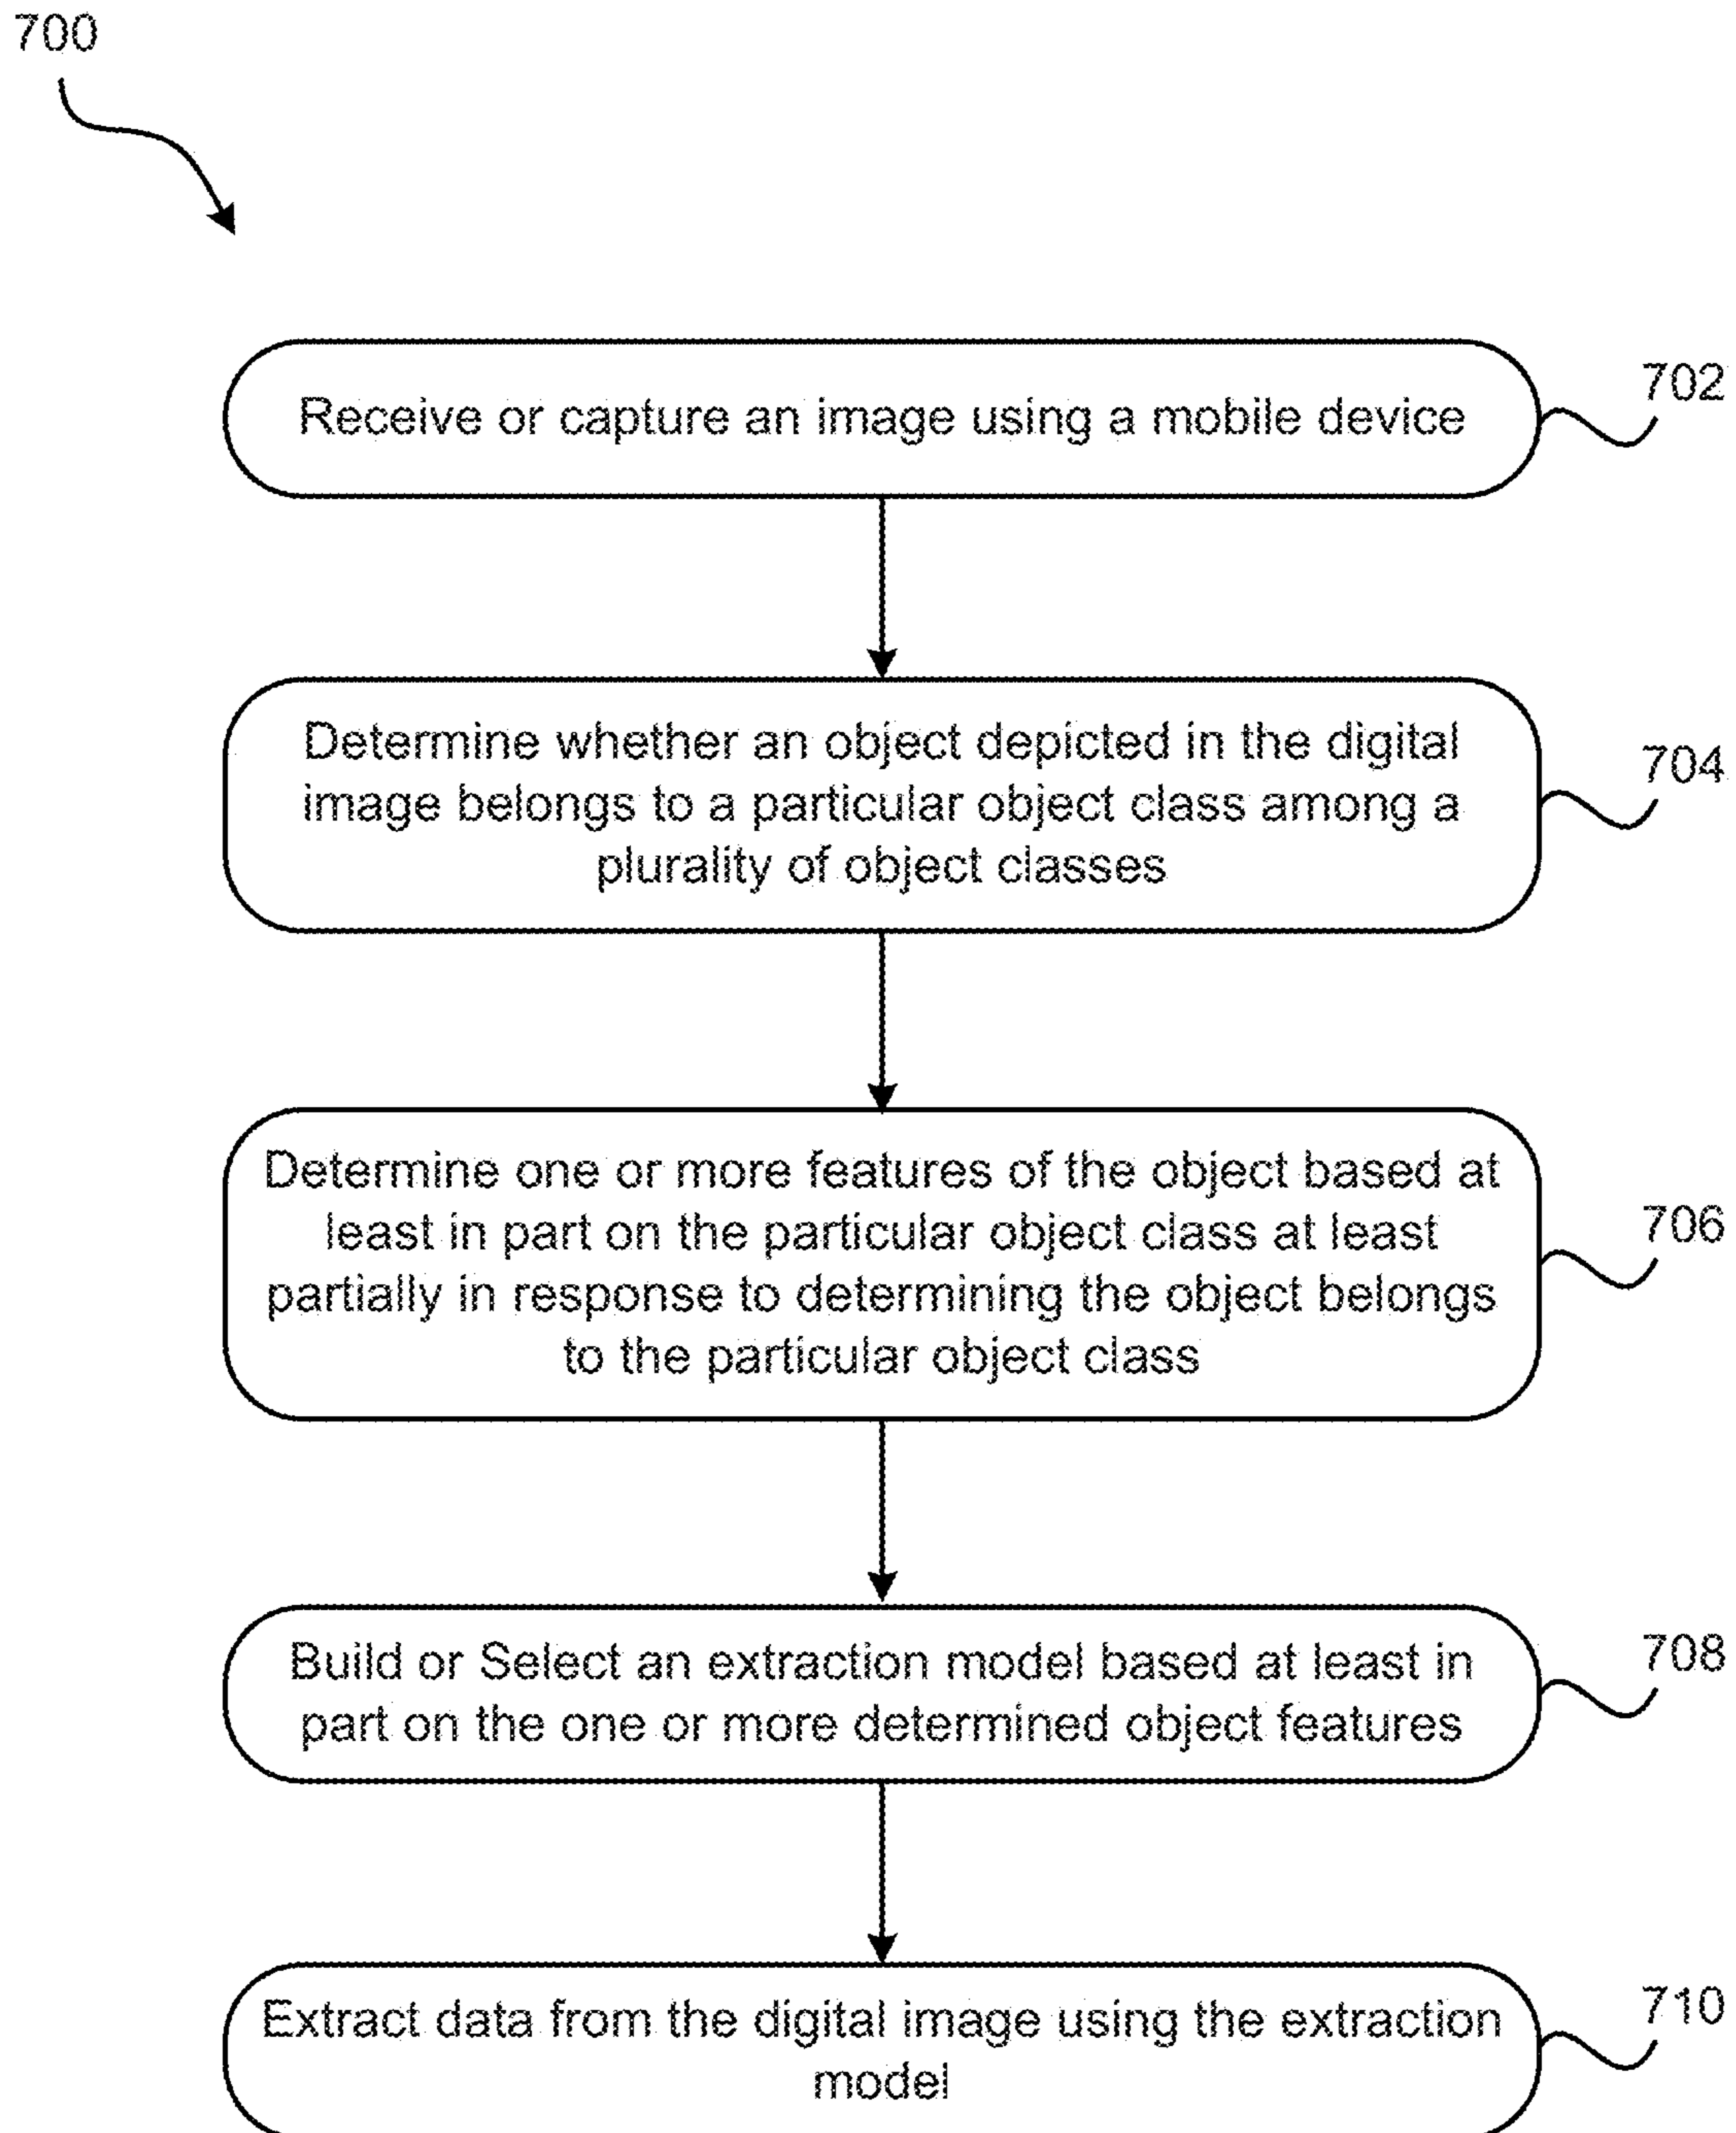 700
Receive or capture an image using a mobile device
702
Determine whether an object depicted in the digital
image belongs to a particular object class among a
plurality of object classes
704
Determine one or more features of the object based at
least in part on the particular object class at least
partially in response to determining the object belongs
to the particular object class
706
Build or Select an extraction model based at least in
part on the one or more determined object features
708
Extract data from the digital image using the extraction
model
710